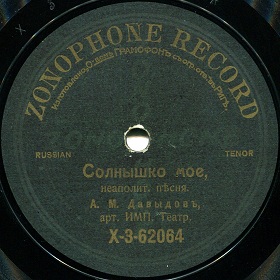 ZONOPHONE RECORD
RUSSIAN
TENOR
Солнышко мое,
неаполит. пѣсня.
А. М. Давыдовъ,
арт. ИМП. Театр.
Х-3-62064